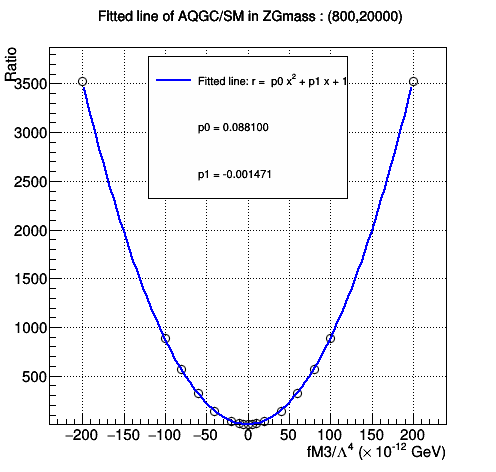 FItted line of AQGC/SM in ZGmass : (800,20000)
Ratio
Fitted line: r = p0 x² + p1 x + 1
p0 = 0.088100
p1 = -0.001471
3500
3000
2500
2000
1500
1000
500
−200 −150 −100 −50 0 50 100 150 200
fM3/Λ⁴ (× 10⁻¹² GeV)